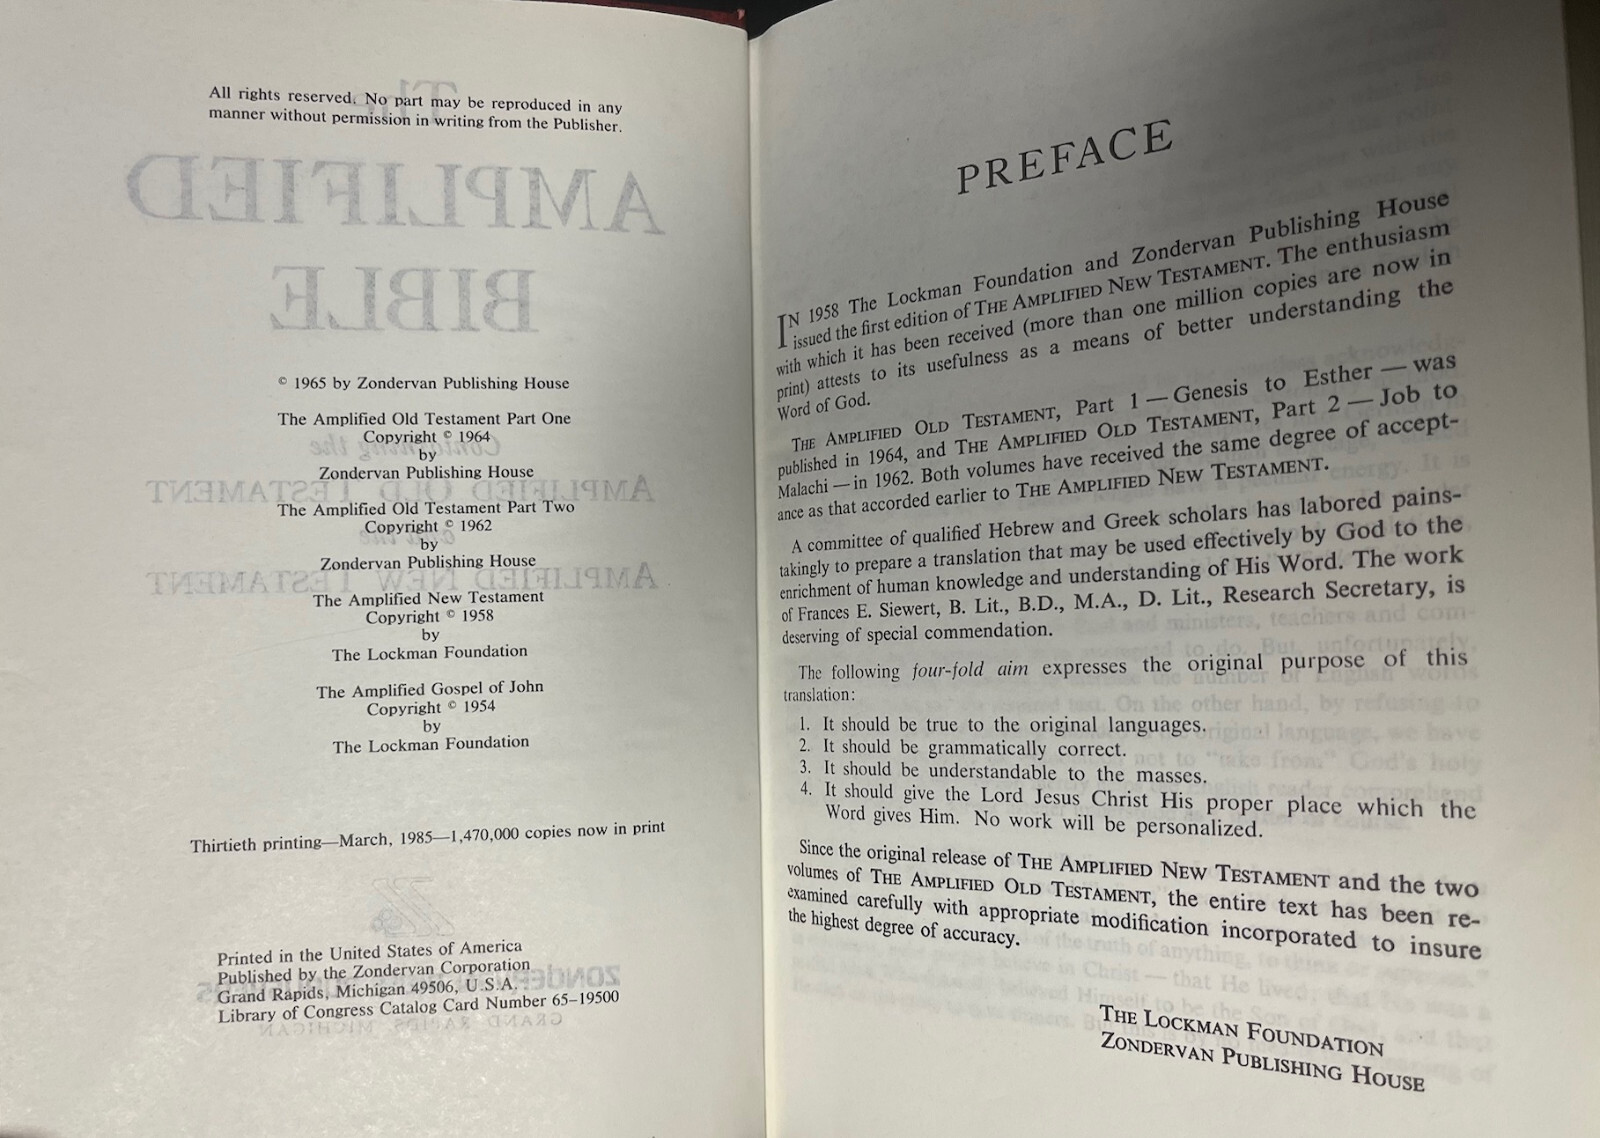 All rights reserved. No part may be reproduced in any
manner without permission in writing from the Publisher.
The
AMPLIFIED
BIBLE
© 1965 by Zondervan Publishing House
The Amplified Old Testament Part One
Copyright © 1964
by
Zondervan Publishing House
The Amplified Old Testament Part Two
Copyright © 1962
by
Zondervan Publishing House
The Amplified New Testament
Copyright © 1958
by
The Lockman Foundation
The Amplified Gospel of John
Copyright © 1954
by
The Lockman Foundation
Containing the
AMPLIFIED OLD TESTAMENT
and the
AMPLIFIED NEW TESTAMENT
Thirtieth printing—March, 1985—1,470,000 copies now in print
Printed in the United States of America
Published by the Zondervan Corporation
Grand Rapids, Michigan 49506, U.S.A.
Library of Congress Catalog Card Number 65-19500
GRAND RAPIDS, MICHIGAN
PREFACE
IN 1958 The Lockman Foundation and Zondervan Publishing House
issued the first edition of THE AMPLIFIED NEW TESTAMENT. The enthusiasm
with which it has been received (more than one million copies are now in
print) attests to its usefulness as a means of better understanding the
Word of God.
THE AMPLIFIED OLD TESTAMENT, Part 1 — Genesis to Esther — was
published in 1964, and THE AMPLIFIED OLD TESTAMENT, Part 2 — Job to
Malachi — in 1962. Both volumes have received the same degree of accept-
ance as that accorded earlier to THE AMPLIFIED NEW TESTAMENT.
A committee of qualified Hebrew and Greek scholars has labored pains-
takingly to prepare a translation that may be used effectively by God to the
enrichment of human knowledge and understanding of His Word. The work
of Frances E. Siewert, B. Lit., B.D., M.A., D. Lit., Research Secretary, is
deserving of special commendation.
The following four-fold aim expresses the original purpose of this
translation:
1. It should be true to the original languages.
2. It should be grammatically correct.
3. It should be understandable to the masses.
4. It should give the Lord Jesus Christ His proper place which the
Word gives Him. No work will be personalized.
Since the original release of THE AMPLIFIED NEW TESTAMENT and the two
volumes of THE AMPLIFIED OLD TESTAMENT, the entire text has been re-
examined carefully with appropriate modification incorporated to insure
the highest degree of accuracy.
THE LOCKMAN FOUNDATION
ZONDERVAN PUBLISHING HOUSE